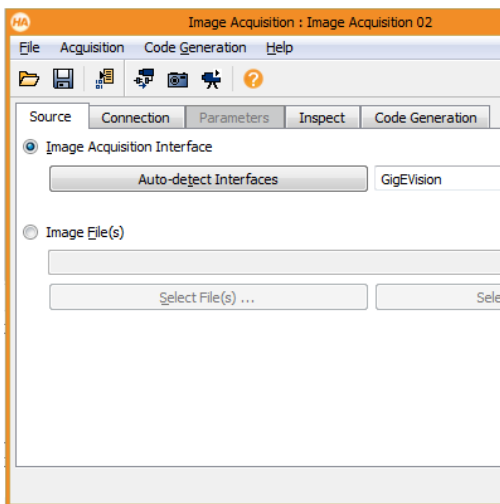 HA Image Acquisition : Image Acquisition 02
File Acquisition Code Generation Help
Source Connection Parameters Inspect Code Generation
Image Acquisition Interface
Auto-detect Interfaces GigEVision
Image File(s)
Select File(s) ... Sele